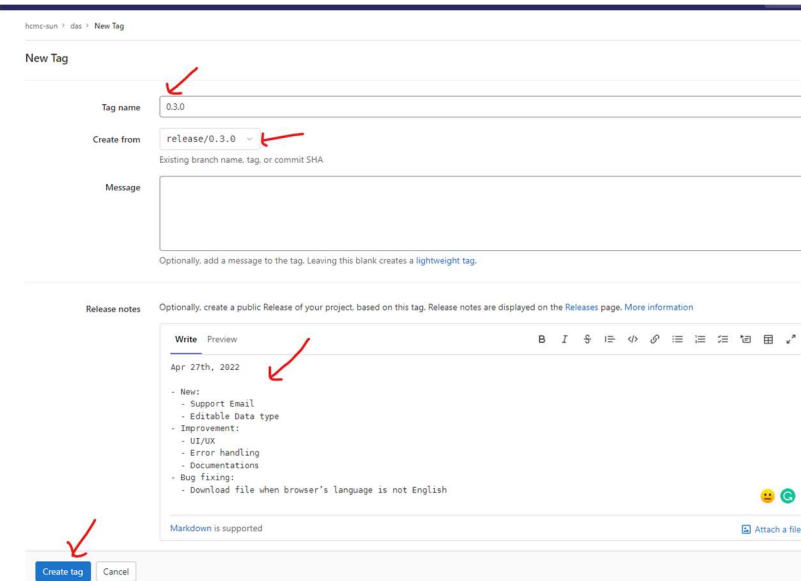 hcmc-sun > das > New Tag
New Tag
Tag name
0.3.0
Create from
release/0.3.0
Existing branch name, tag, or commit SHA
Message
Optionally, add a message to the tag. Leaving this blank creates a lightweight tag.
Release notes
Optionally, create a public Release of your project, based on this tag. Release notes are displayed on the Releases page. More information
Write Preview
Apr 27th, 2022
- New:
- Support Email
- Editable Data type
- Improvement:
- UI/UX
- Error handling
- Documentations
- Bug fixing:
- Download file when browser's language is not English
Markdown is supported
Attach a file
Create tag
Cancel